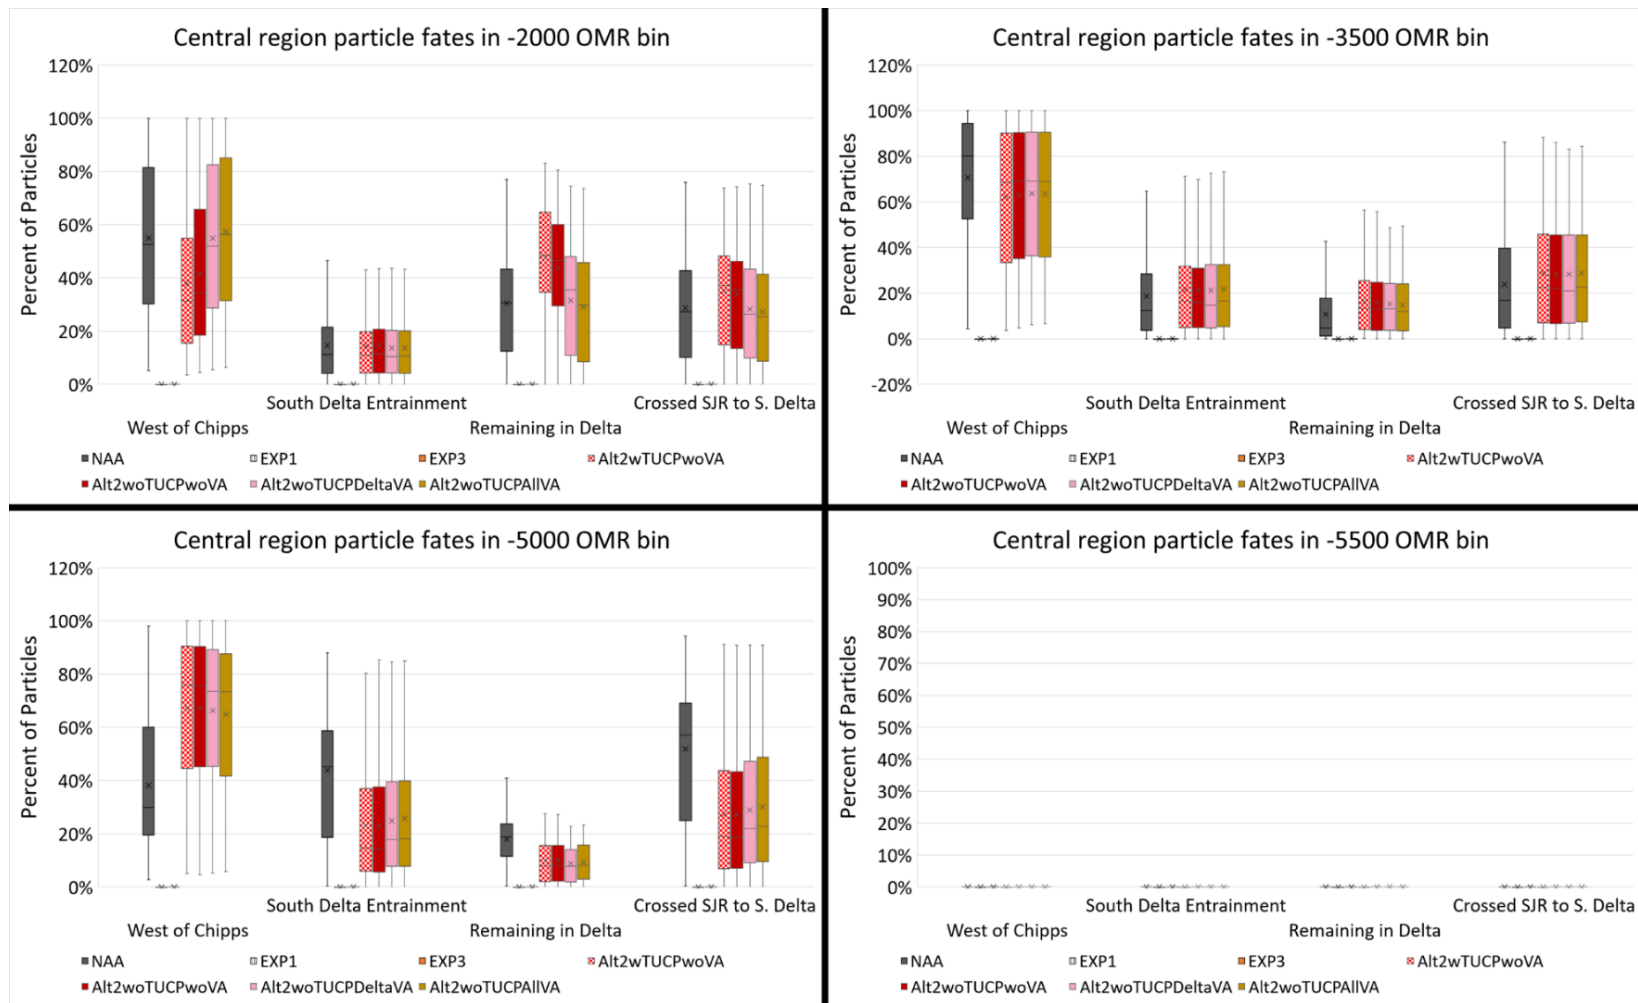 Central region particle fates in -2000 OMR bin
120%
100%
80%
60%
40%
20%
0%
Percent of Particles
South Delta Entrainment
Crossed SJR to S. Delta
West of Chipps
Remaining in Delta
NAA
EXP1
EXP3
Alt2wTUCPwoVA
Alt2woTUCPwoVA
Alt2woTUCPDeltaVA
Alt2woTUCPAllVA
Central region particle fates in -3500 OMR bin
120%
100%
80%
60%
40%
20%
0%
-20%
Percent of Particles
South Delta Entrainment
Crossed SJR to S. Delta
West of Chipps
Remaining in Delta
NAA
EXP1
EXP3
Alt2wTUCPwoVA
Alt2woTUCPwoVA
Alt2woTUCPDeltaVA
Alt2woTUCPAllVA
Central region particle fates in -5000 OMR bin
120%
100%
80%
60%
40%
20%
0%
Percent of Particles
South Delta Entrainment
Crossed SJR to S. Delta
West of Chipps
Remaining in Delta
NAA
EXP1
EXP3
Alt2wTUCPwoVA
Alt2woTUCPwoVA
Alt2woTUCPDeltaVA
Alt2woTUCPAllVA
Central region particle fates in -5500 OMR bin
100%
90%
80%
70%
60%
50%
40%
30%
20%
10%
0%
Percent of Particles
South Delta Entrainment
Crossed SJR to S. Delta
West of Chipps
Remaining in Delta
NAA
EXP1
EXP3
Alt2wTUCPwoVA
Alt2woTUCPwoVA
Alt2woTUCPDeltaVA
Alt2woTUCPAllVA